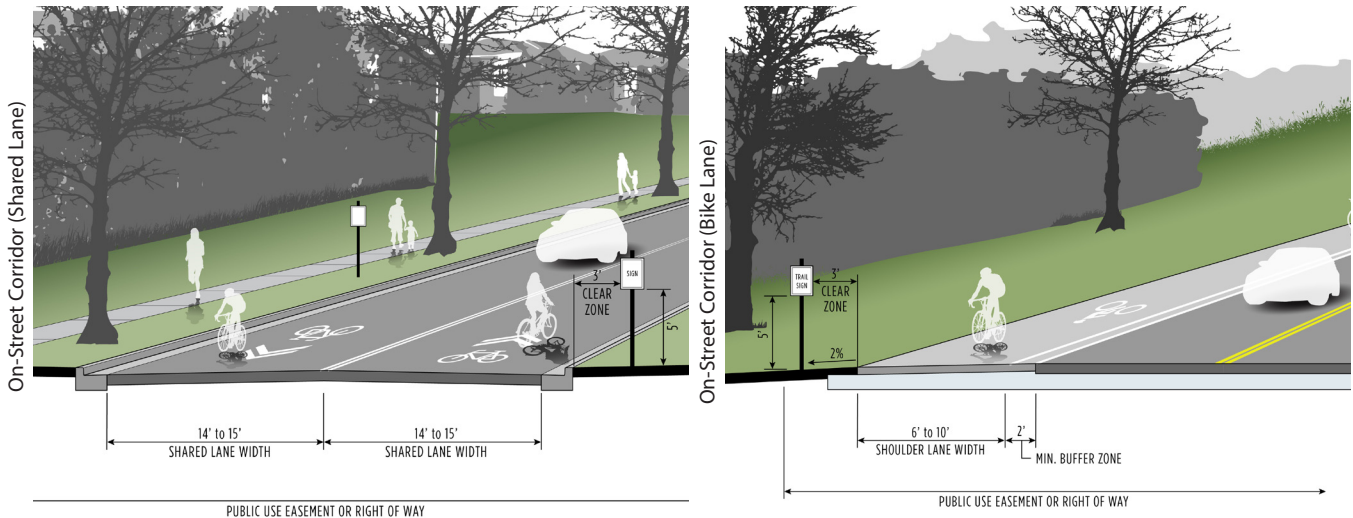 On-Street Corridor (Shared Lane)
SIGN
3'
CLEAR
ZONE
5'
14' to 15'
SHARED LANE WIDTH
14' to 15'
SHARED LANE WIDTH
PUBLIC USE EASEMENT OR RIGHT OF WAY
On-Street Corridor (Bike Lane)
TRAIL
SIGN
3'
CLEAR
ZONE
5'
2%
6' to 10'
SHOULDER LANE WIDTH
2'
MIN. BUFFER ZONE
PUBLIC USE EASEMENT OR RIGHT OF WAY